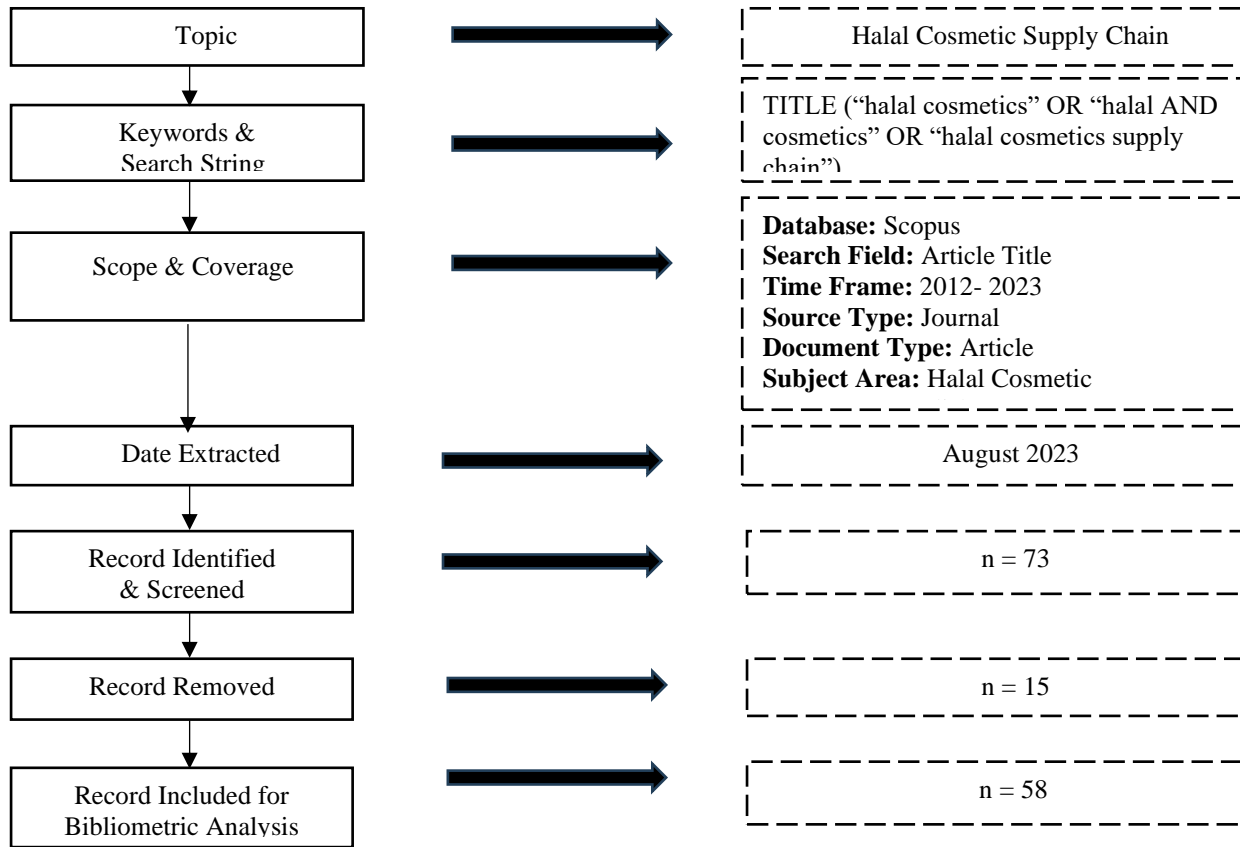 Topic
Halal Cosmetic Supply Chain
Keywords &
Search String
TITLE (“halal cosmetics” OR “halal AND
cosmetics” OR “halal cosmetics supply
chain”)
Scope & Coverage
Database: Scopus
Search Field: Article Title
Time Frame: 2012- 2023
Source Type: Journal
Document Type: Article
Subject Area: Halal Cosmetic
Date Extracted
August 2023
Record Identified
& Screened
n = 73
Record Removed
n = 15
Record Included for
Bibliometric Analysis
n = 58